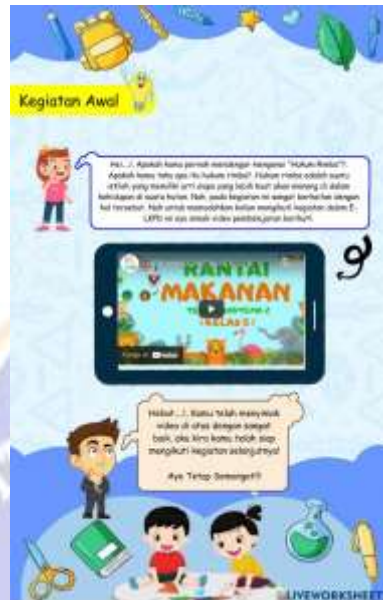 Kegiatan Awal
Hai...!. Apakah kamu pernah mendengar mengenai "Hukum Rimba"?.
Apakah kamu tahu apa itu hukum rimba?. Hukum rimba adalah suatu
istilah yang memiliki arti siapa yang lebih kuat akan menang di dalam
kehidupan di suatu hutan. Nah, pada kegiatan ini sangat berkaitan dengan
hal tersebut. Nah untuk memudahkan kalian mengikuti kegiatan dalam E-
LKPD ini ayo simak video pembelajaran berikut!.
RANTAI
MAKANAN
KELAS 5
Hebat...!. Kamu telah menyimak
video di atas dengan sangat
baik, aku kira kamu telah siap
mengikuti kegiatan selanjutnya!
Ayo Tetap Semangat!!
LIVEWORKSHEET